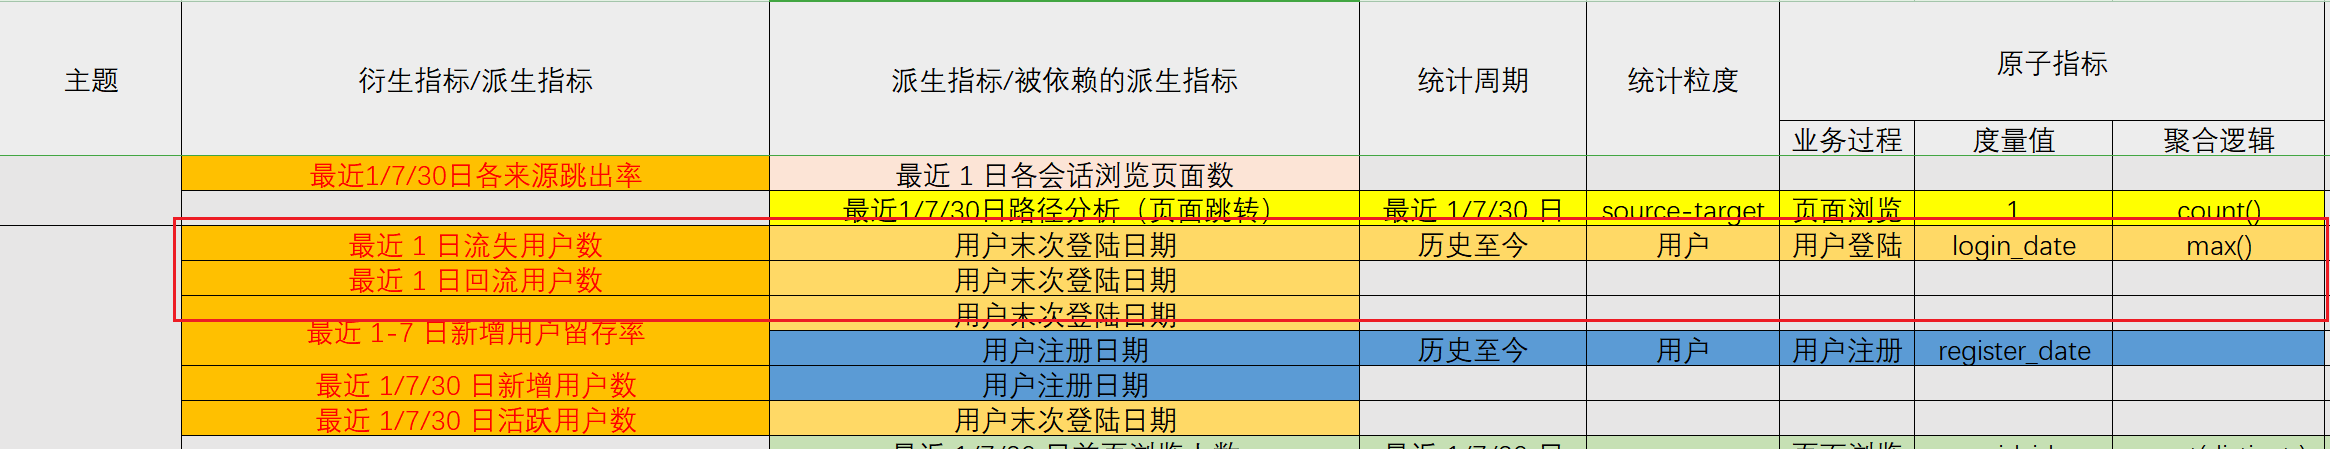 主题 衍生指标/派生指标 派生指标/被依赖的派生指标 统计周期 统计粒度 原子指标
业务过程 度量值 聚合逻辑
最近1/7/30日各来源跳出率 最近 1 日各会话浏览页面数
最近1/7/30日路径分析（页面跳转） 最近 1/7/30 日 source-target 页面浏览 1 count()
最近 1 日流失用户数 用户末次登陆日期 历史至今 用户 用户登陆 login_date max()
最近 1 日回流用户数 用户末次登陆日期
最近 1-7 日新增用户留存率 用户末次登陆日期
用户注册日期 历史至今 用户 用户注册 register_date
最近 1/7/30 日新增用户数 用户注册日期
最近 1/7/30 日活跃用户数 用户末次登陆日期